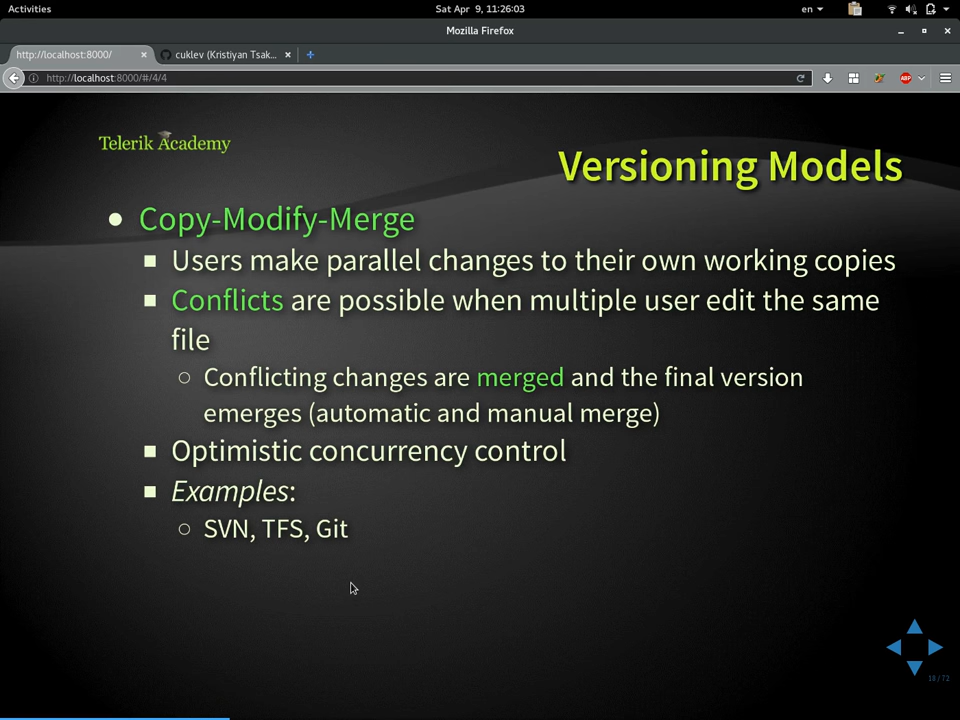 Activities
Sat Apr 9, 11:26:03
en
Mozilla Firefox
http://localhost:8000/
cuklev (Kristiyan Tsak...
http://localhost:8000/#/4/4
ABP
Telerik Academy
Versioning Models
Copy-Modify-Merge
Users make parallel changes to their own working copies
Conflicts are possible when multiple user edit the same
file
Conflicting changes are merged and the final version
emerges (automatic and manual merge)
Optimistic concurrency control
Examples:
SVN, TFS, Git
18 / 72